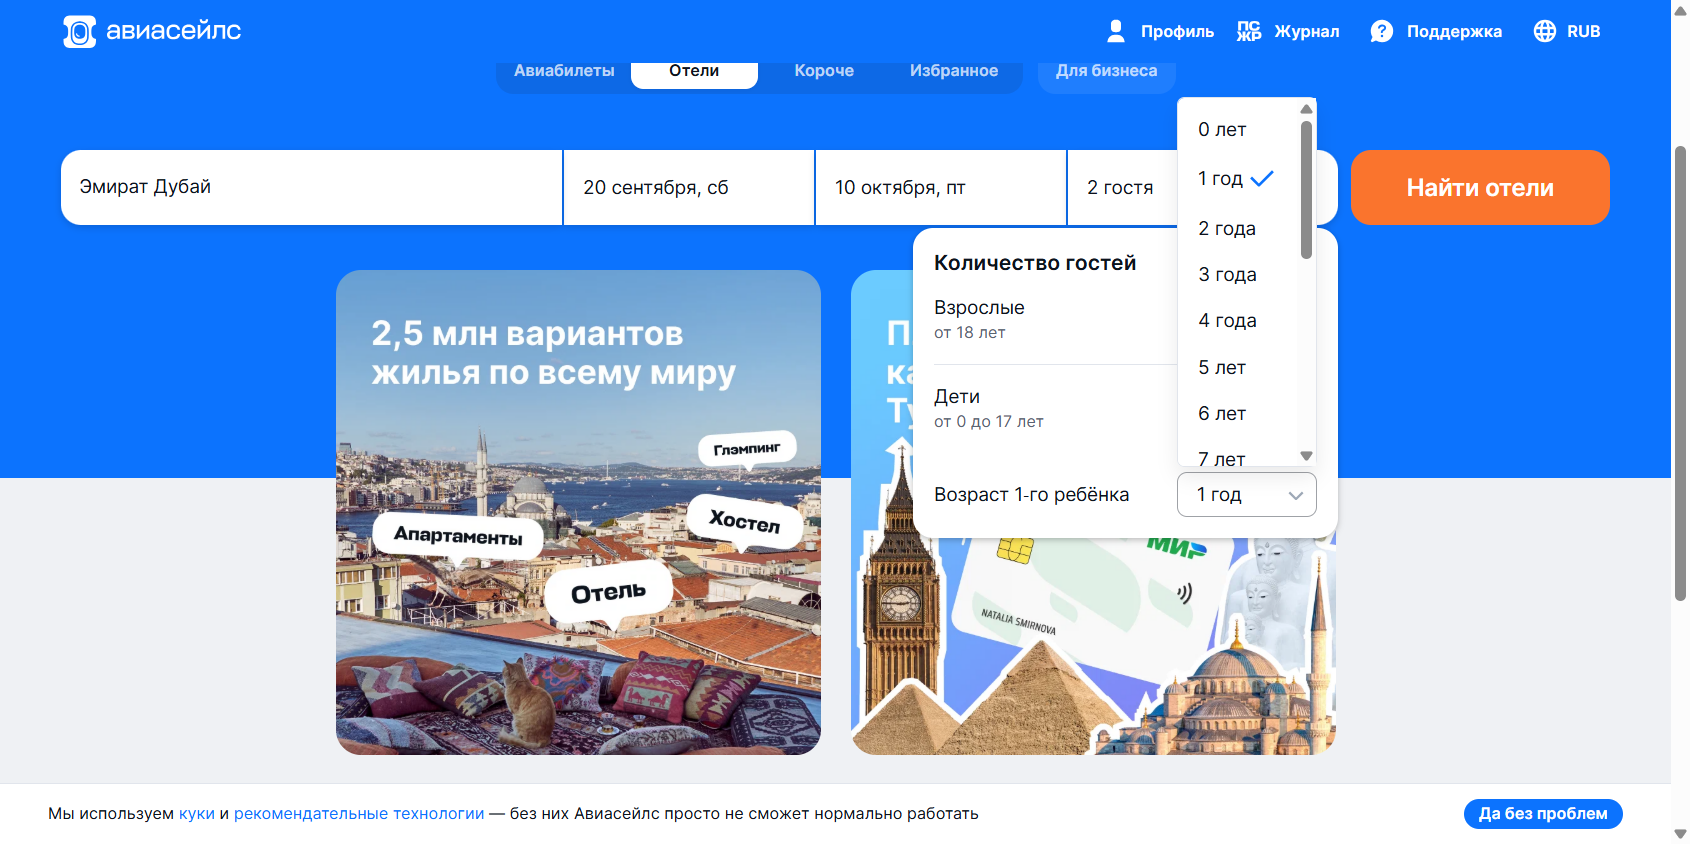 авиасейлс
Профиль
ПС
ЖР
Журнал
Поддержка
RUB
Авиабилеты
Отели
Короче
Избранное
Для бизнеса
Эмират Дубай
20 сентября, сб
10 октября, пт
2 гостя
Найти отели
0 лет
1 год
2 года
3 года
4 года
5 лет
6 лет
7 лет
Количество гостей
Взрослые
от 18 лет
Дети
от 0 до 17 лет
Возраст 1-го ребёнка
1 год
2,5 млн вариантов
жилья по всему миру
Глэмпинг
Хостел
Апартаменты
Отель
МИР
NATALIA SMIRNOVA
Мы используем куки и рекомендательные технологии — без них Авиасейлс просто не сможет нормально работать
Да без проблем